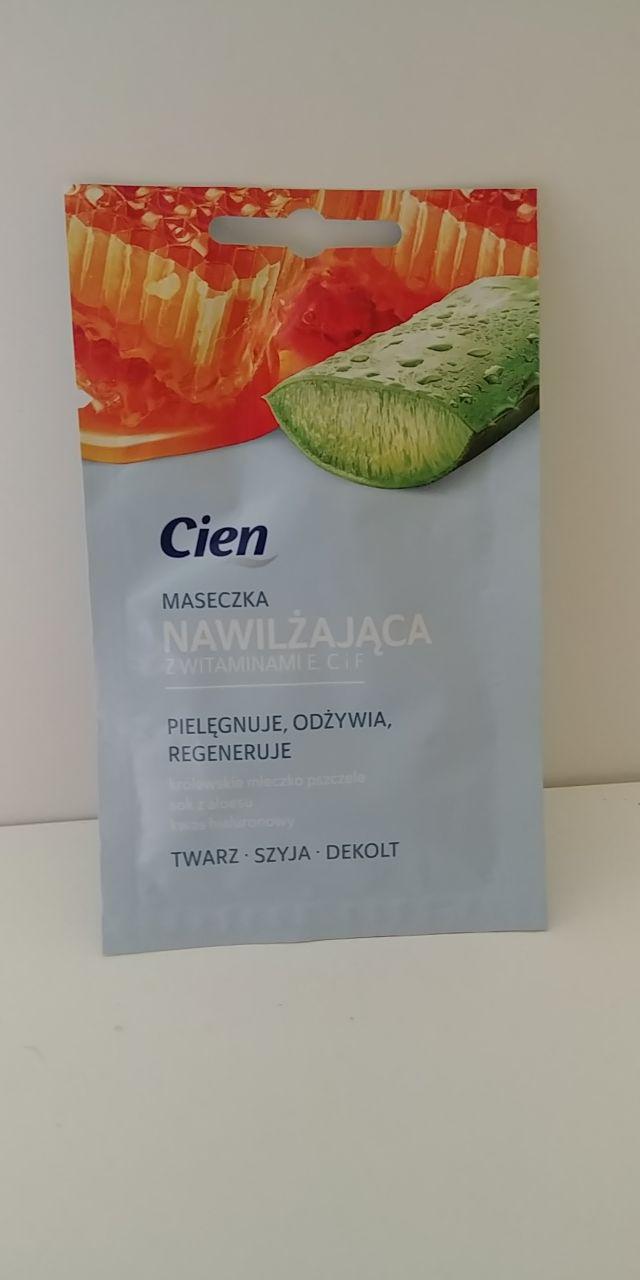 Cien
MASECZKA
NAWILŻAJĄCA
Z WITAMINAMI E, C i F
PIELĘGNUJE, ODŻYWIA,
REGENERUJE
królewskie mleczko pszczele
sok z aloesu
kwas hialuronowy
TWARZ · SZYJA · DEKOLT